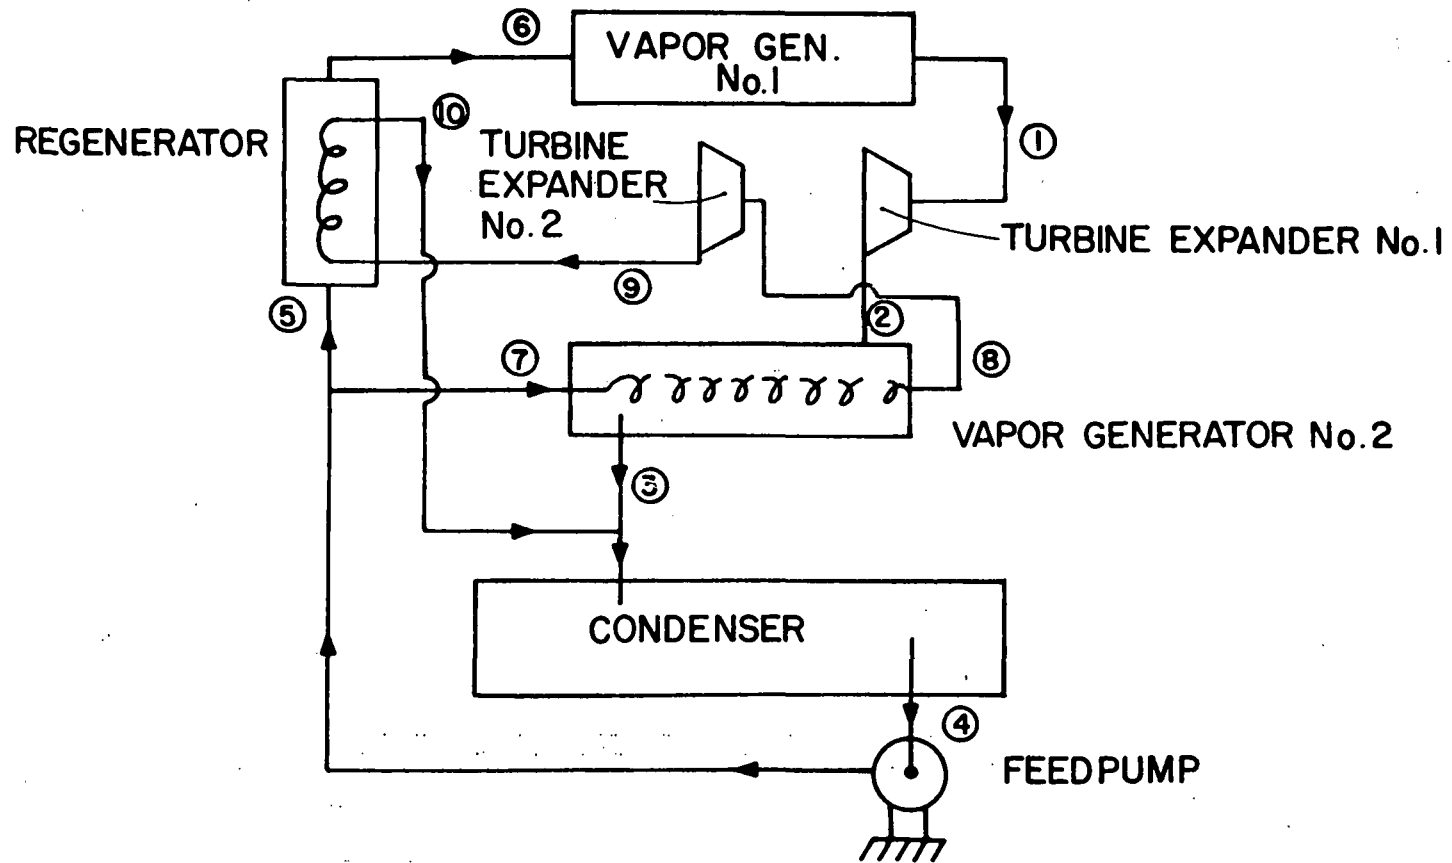 ⑥
VAPOR GEN.
No.1
⑩
REGENERATOR
TURBINE
EXPANDER
No.2
①
TURBINE EXPANDER No.1
⑨
⑤
②
⑦
⑧
VAPOR GENERATOR No.2
③
CONDENSER
④
FEEDPUMP